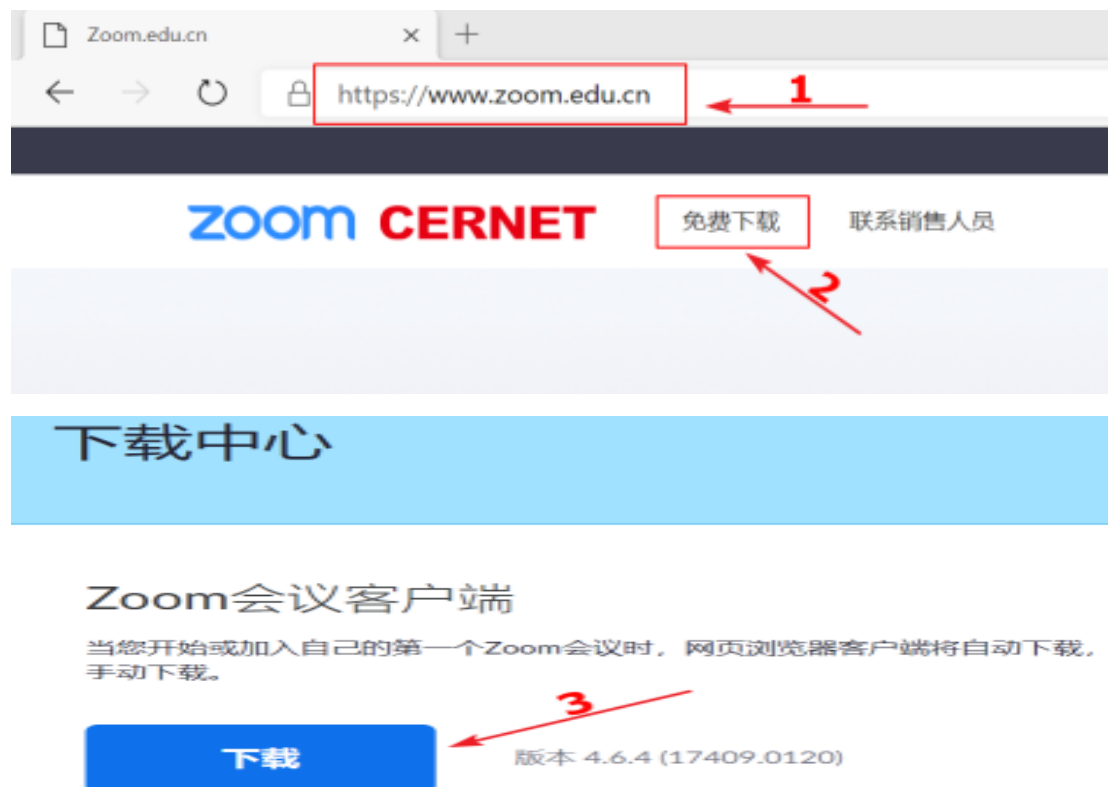 Zoom.edu.cn
https://www.zoom.edu.cn
1
zoom CERNET 免费下载 联系销售人员
2
下载中心
Zoom会议客户端
当您开始或加入自己的第一个Zoom会议时，网页浏览器客户端将自动下载，
手动下载。
3
下载 版本 4.6.4 (17409.0120)